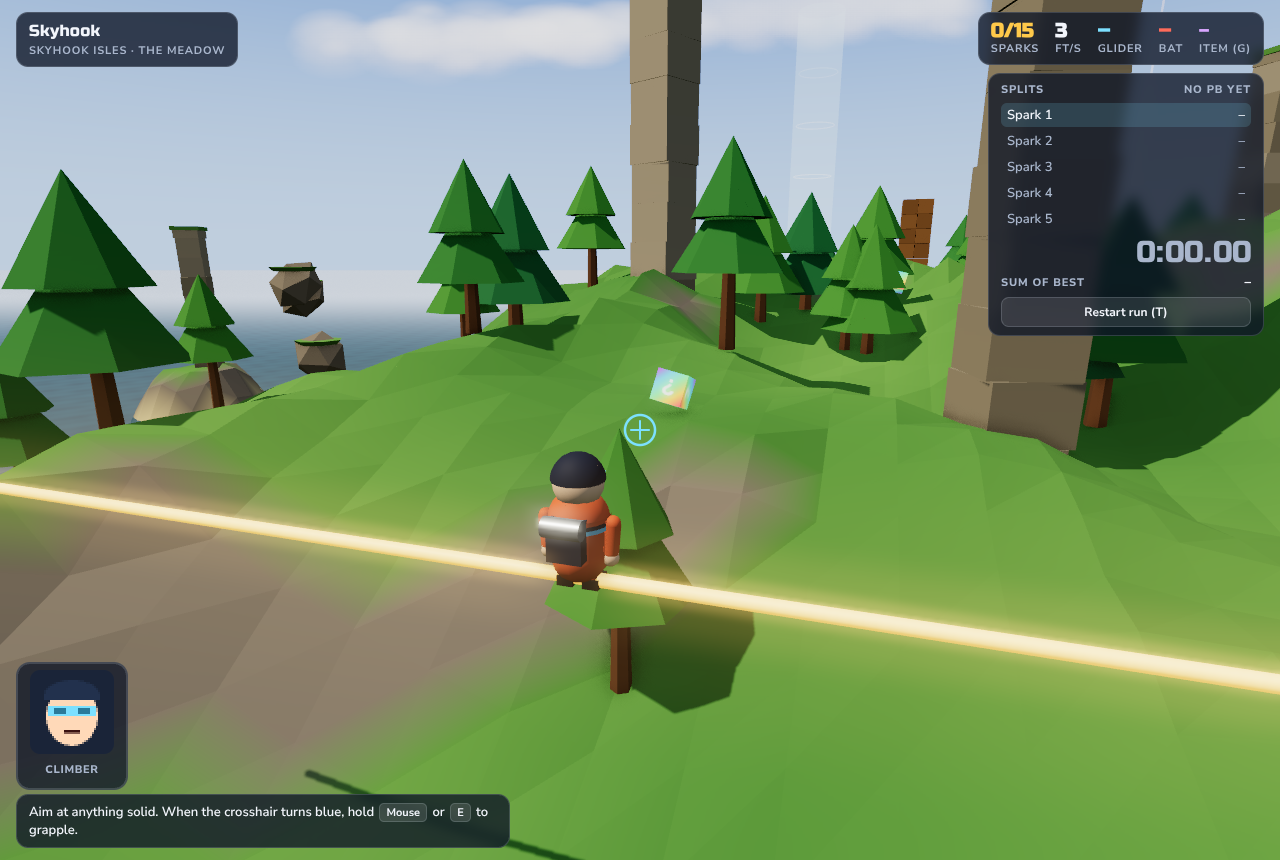 Skyhook
SKYHOOK ISLES · THE MEADOW
0/15 SPARKS
3 FT/S
– GLIDER
– BAT
– ITEM (G)
SPLITS NO PB YET
Spark 1 –
Spark 2 –
Spark 3 –
Spark 4 –
Spark 5 –
0:00.00
SUM OF BEST –
Restart run (T)
?
CLIMBER
Aim at anything solid. When the crosshair turns blue, hold Mouse or E to
grapple.